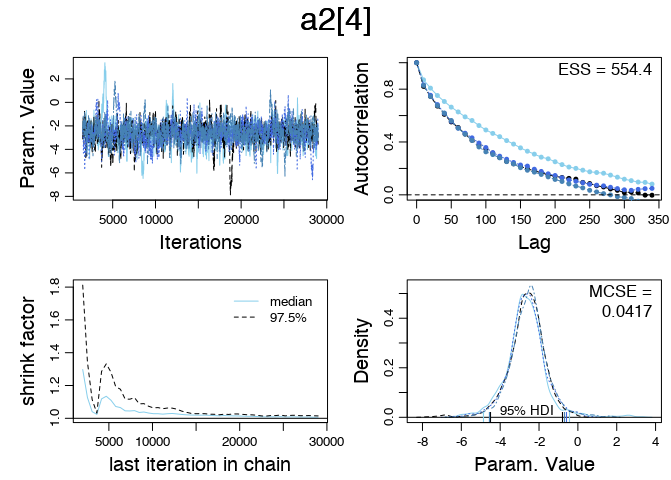 a2[4]
Param. Value
2
0
-2
-4
-6
-8
5000 10000 20000 30000
Iterations
Autocorrelation
0.8
0.4
0.0
ESS = 554.4
0 50 100 150 200 250 300 350
Lag
shrink factor
1.8
1.6
1.4
1.2
1.0
median
97.5%
5000 10000 20000 30000
last iteration in chain
Density
0.4
0.2
0.0
MCSE =
0.0417
95% HDI
-8 -6 -4 -2 0 2 4
Param. Value